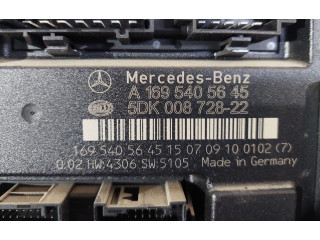 Mercedes-Benz
A 169 540 56 45
5DK 008 728-22
169 540 56 45 15 07 09 10 0102 (7)
0.02 HW:4306 SW:5105 Made in Germany